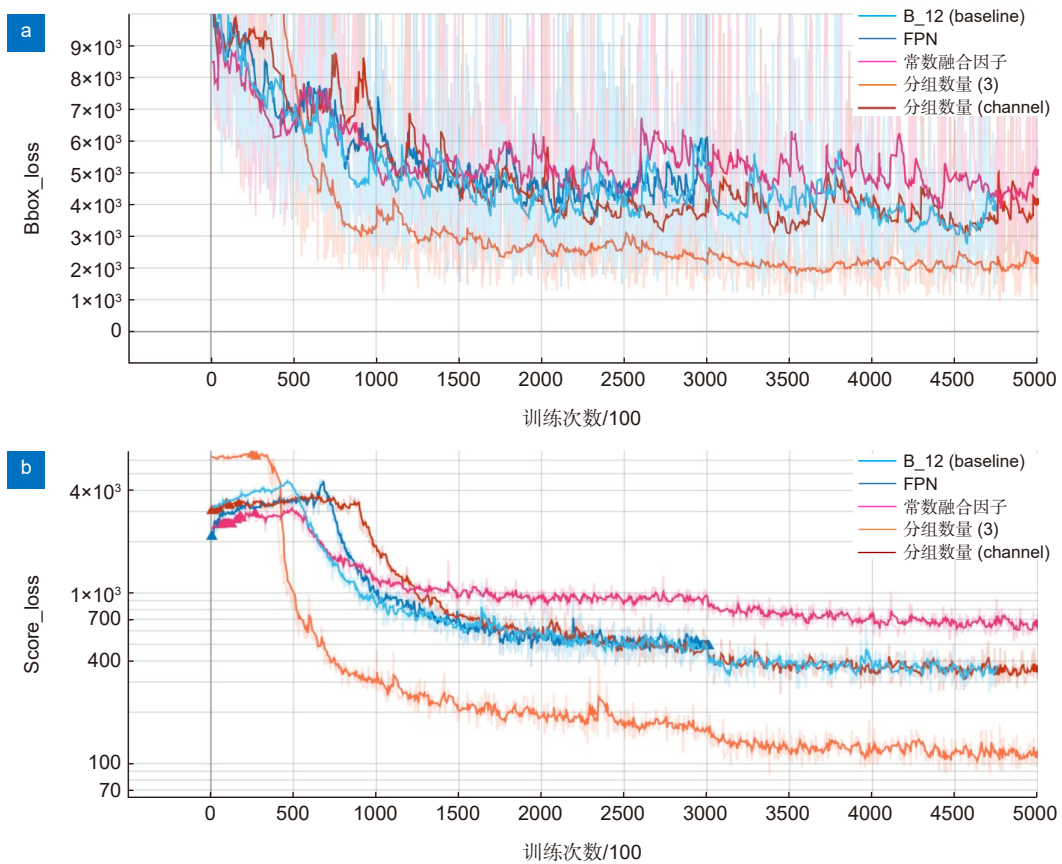 a
B_12 (baseline)
FPN
常数融合因子
分组数量 (3)
分组数量 (channel)
Bbox_loss
9×10³
8×10³
7×10³
6×10³
5×10³
4×10³
3×10³
2×10³
1×10³
0
0 500 1000 1500 2000 2500 3000 3500 4000 4500 5000
训练次数/100
b
B_12 (baseline)
FPN
常数融合因子
分组数量 (3)
分组数量 (channel)
Score_loss
4×10³
1×10³
700
400
100
70
0 500 1000 1500 2000 2500 3000 3500 4000 4500 5000
训练次数/100